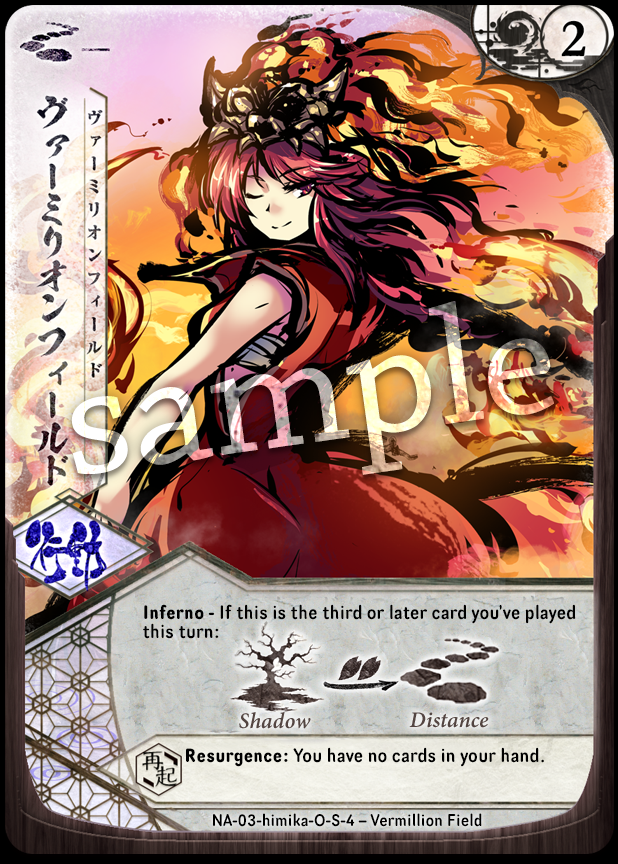 2
ヴァーミリオンフィールド
ヴァーミリオンフィールド
sample
行動
Inferno - If this is the third or later card you've played
this turn:
Shadow
Distance
再起
Resurgence: You have no cards in your hand.
NA-03-himika-O-S-4 – Vermillion Field